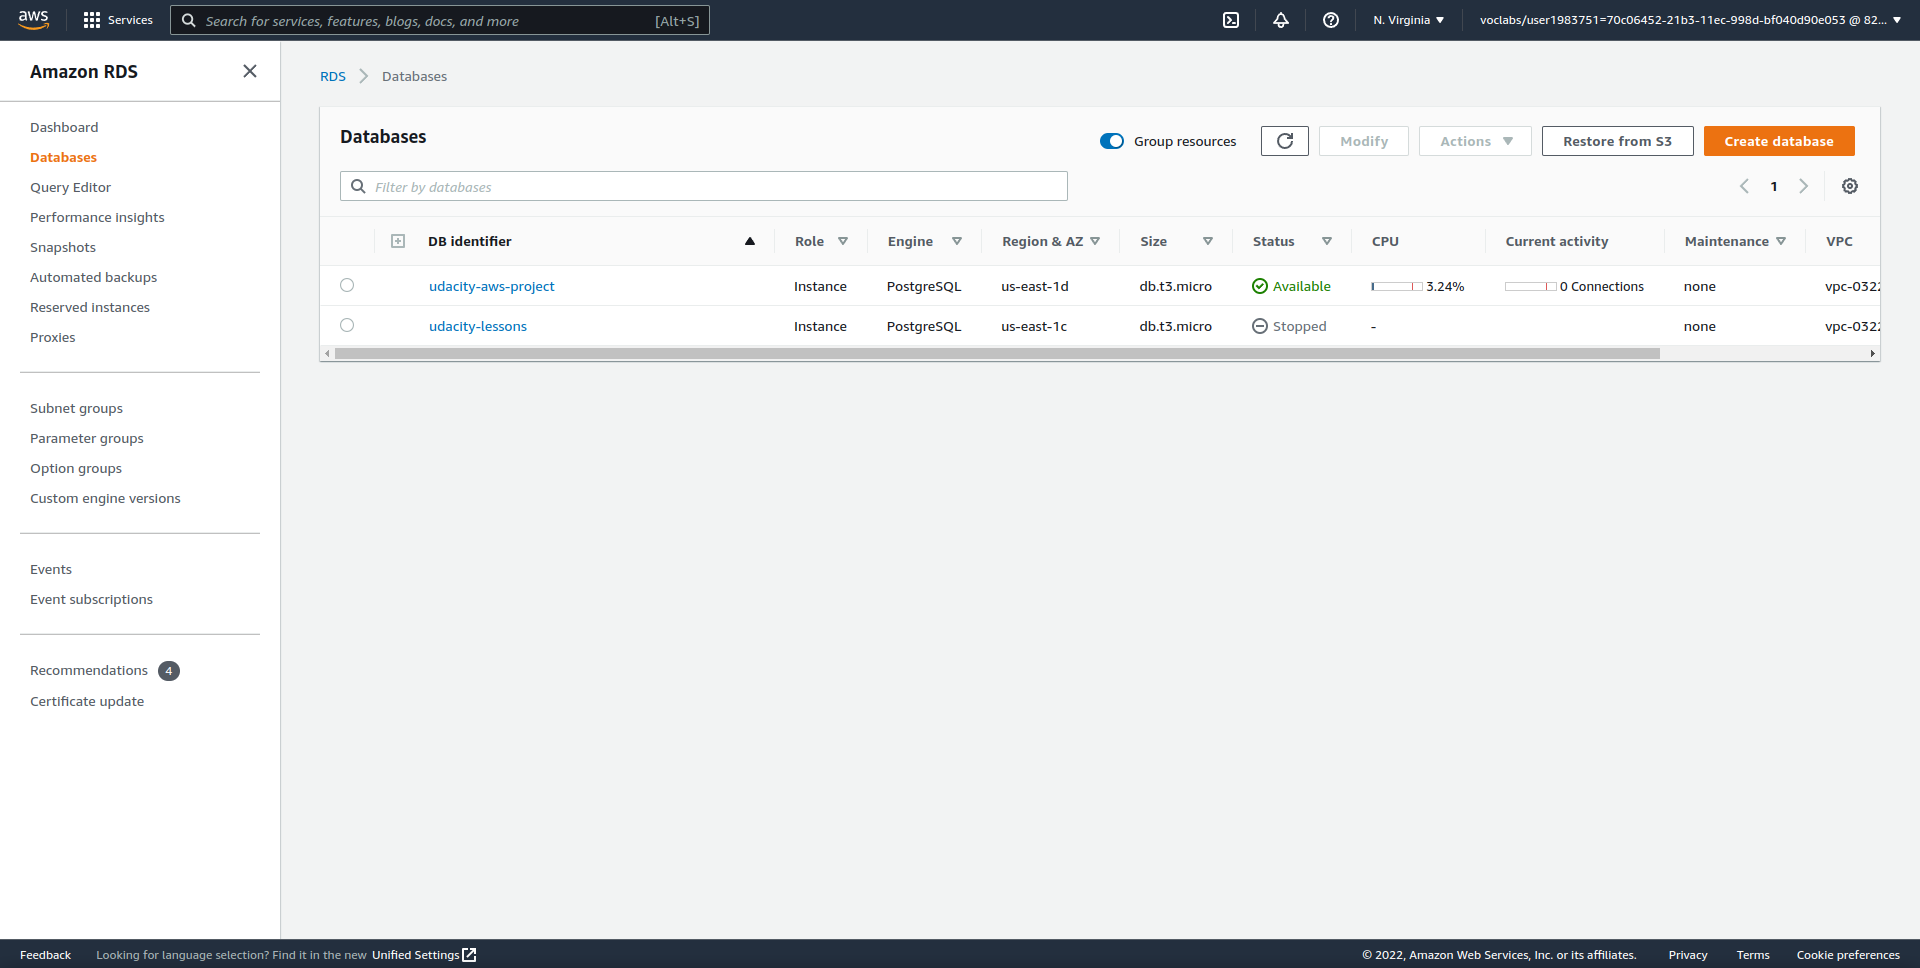 aws Services Search for services, features, blogs, docs, and more [Alt+S] N. Virginia voclabs/user1983751=70c06452-21b3-11ec-998d-bf040d90e053 @ 82...
Amazon RDS
Dashboard
Databases
Query Editor
Performance insights
Snapshots
Automated backups
Reserved instances
Proxies
Subnet groups
Parameter groups
Option groups
Custom engine versions
Events
Event subscriptions
Recommendations 4
Certificate update
RDS Databases
Databases Group resources Modify Actions Restore from S3 Create database
Filter by databases 1
DB identifier Role Engine Region & AZ Size Status CPU Current activity Maintenance VPC
udacity-aws-project Instance PostgreSQL us-east-1d db.t3.micro Available 3.24% 0 Connections none vpc-0322
udacity-lessons Instance PostgreSQL us-east-1c db.t3.micro Stopped - none vpc-0322
Feedback Looking for language selection? Find it in the new Unified Settings © 2022, Amazon Web Services, Inc. or its affiliates. Privacy Terms Cookie preferences